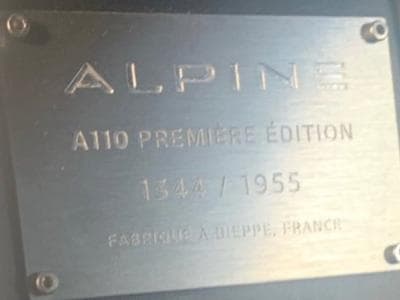 ALPINE
A110 PREMIÈRE ÉDITION
1344 / 1955
FABRIQUÉ À DIEPPE, FRANCE